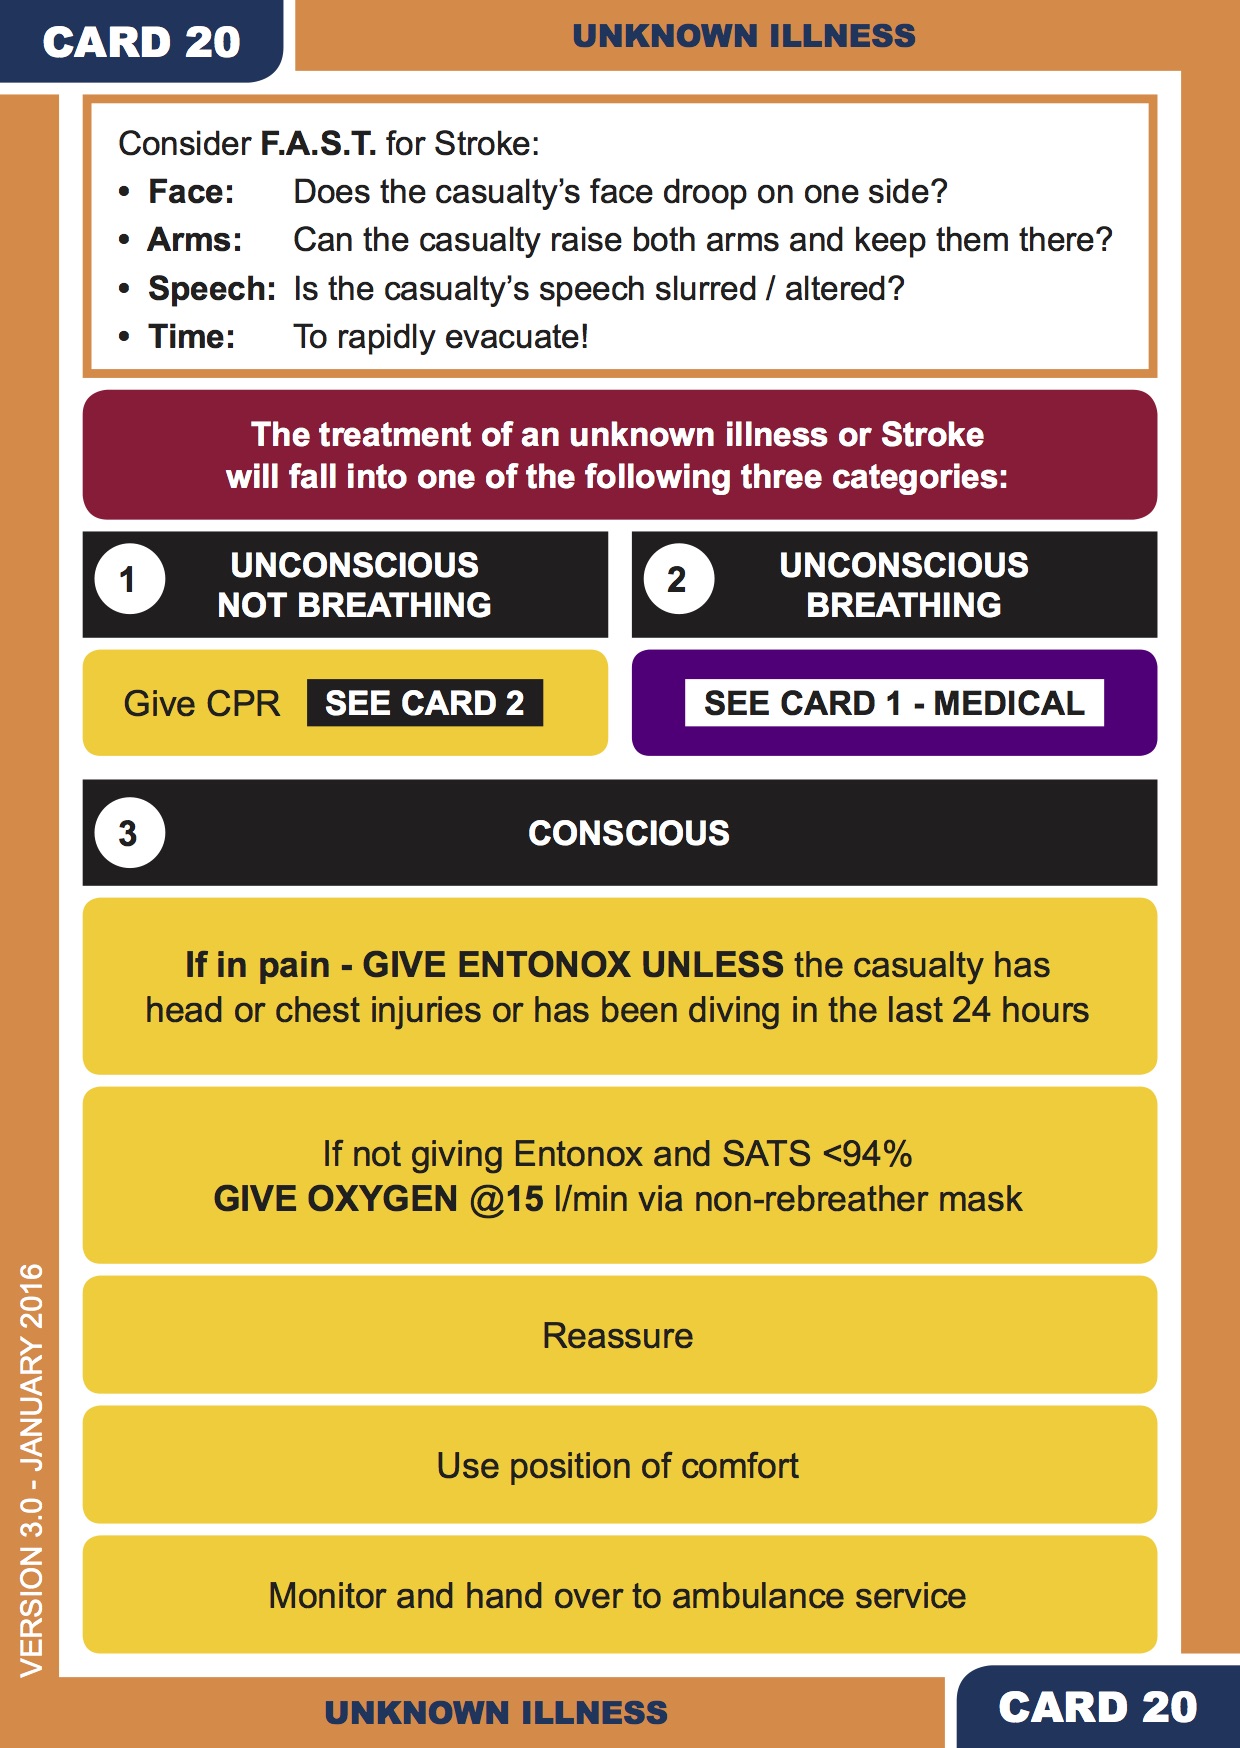 CARD 20
UNKNOWN ILLNESS
Consider F.A.S.T. for Stroke:
• Face: Does the casualty’s face droop on one side?
• Arms: Can the casualty raise both arms and keep them there?
• Speech: Is the casualty’s speech slurred / altered?
• Time: To rapidly evacuate!
The treatment of an unknown illness or Stroke
will fall into one of the following three categories:
1
UNCONSCIOUS
NOT BREATHING
2
UNCONSCIOUS
BREATHING
Give CPR SEE CARD 2
SEE CARD 1 - MEDICAL
3
CONSCIOUS
If in pain - GIVE ENTONOX UNLESS the casualty has
head or chest injuries or has been diving in the last 24 hours
If not giving Entonox and SATS <94%
GIVE OXYGEN @15 l/min via non-rebreather mask
Reassure
Use position of comfort
Monitor and hand over to ambulance service
VERSION 3.0 - JANUARY 2016
UNKNOWN ILLNESS
CARD 20